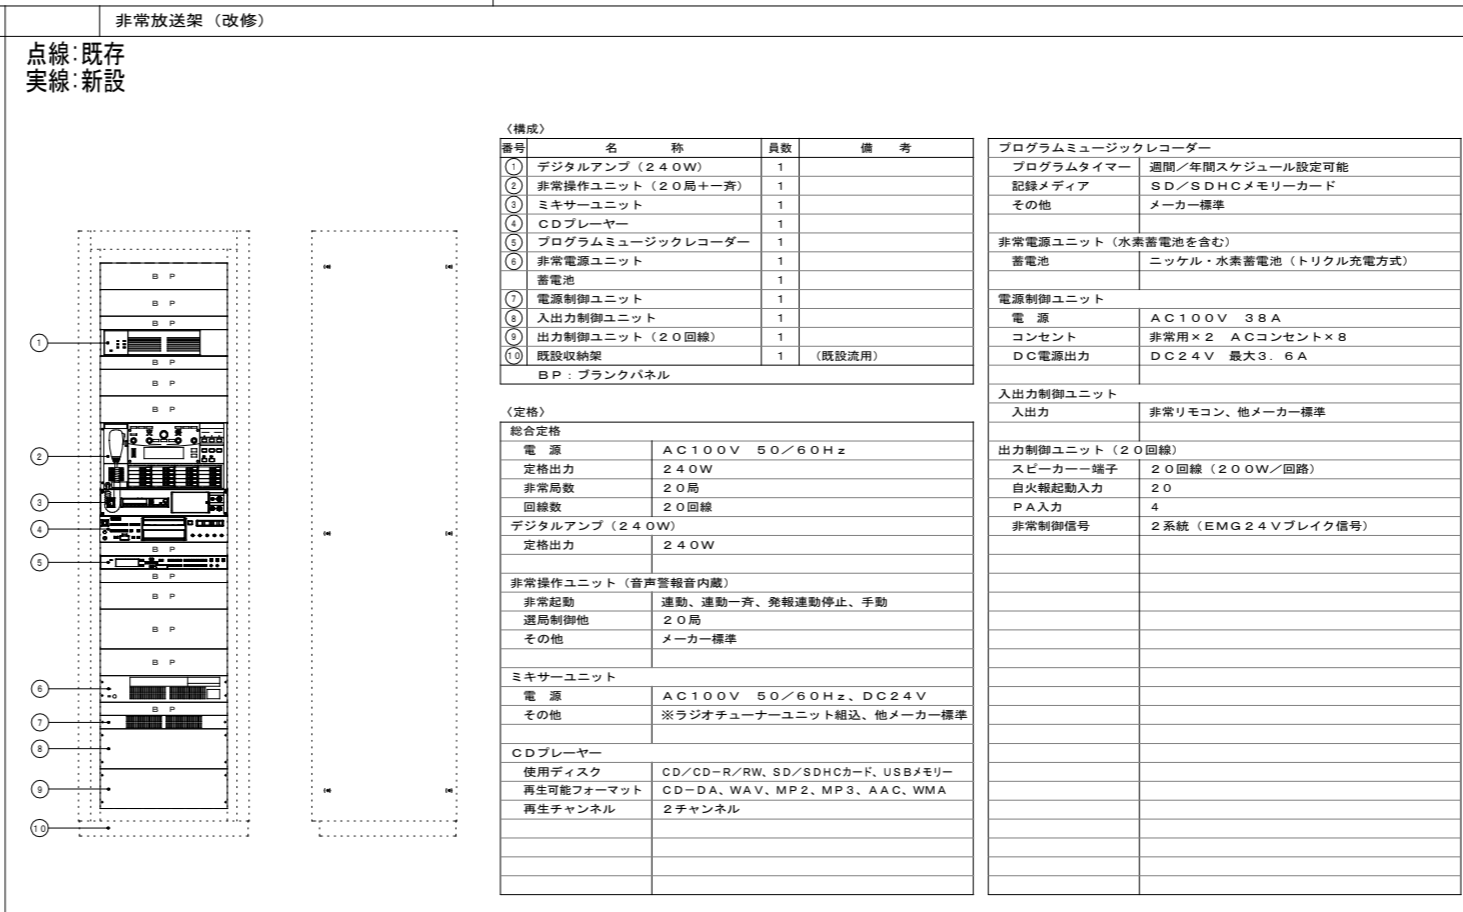 非常放送架（改修）
点線：既存
実線：新設
ＢＰ
ＢＰ
ＢＰ
①
ＢＰ
ＢＰ
ＢＰ
②
③
④
ＢＰ
⑤
ＢＰ
ＢＰ
ＢＰ
ＢＰ
⑥
ＢＰ
⑦
⑧
⑨
⑩
〈構成〉
番号 名称 員数 備考
① デジタルアンプ（２４０Ｗ） １
② 非常操作ユニット（２０局＋一斉） １
③ ミキサーユニット １
④ ＣＤプレーヤー １
⑤ プログラムミュージックレコーダー １
⑥ 非常電源ユニット １
蓄電池 １
⑦ 電源制御ユニット １
⑧ 入出力制御ユニット １
⑨ 出力制御ユニット（２０回線） １
⑩ 既設収納架 １ （既設流用）
ＢＰ：ブランクパネル
〈定格〉
総合定格
電源 ＡＣ１００Ｖ ５０／６０Ｈｚ
定格出力 ２４０Ｗ
非常局数 ２０局
回線数 ２０回線
デジタルアンプ（２４０Ｗ）
定格出力 ２４０Ｗ
非常操作ユニット（音声警報音内蔵）
非常起動 連動、連動一斉、発報連動停止、手動
選局制御他 ２０局
その他 メーカー標準
ミキサーユニット
電源 ＡＣ１００Ｖ ５０／６０Ｈｚ、ＤＣ２４Ｖ
その他 ※ラジオチューナーユニット組込、他メーカー標準
ＣＤプレーヤー
使用ディスク CD／CD－R／RW、SD／SDHCカード、USBメモリー
再生可能フォーマット ＣＤ－ＤＡ、ＷＡＶ、ＭＰ２、ＭＰ３、ＡＡＣ、ＷＭＡ
再生チャンネル ２チャンネル
プログラムミュージックレコーダー
プログラムタイマー 週間／年間スケジュール設定可能
記録メディア ＳＤ／ＳＤＨＣメモリーカード
その他 メーカー標準
非常電源ユニット（水素蓄電池を含む）
蓄電池 ニッケル・水素蓄電池（トリクル充電方式）
電源制御ユニット
電源 ＡＣ１００Ｖ ３８Ａ
コンセント 非常用×２ ＡＣコンセント×８
ＤＣ電源出力 ＤＣ２４Ｖ 最大３．６Ａ
入出力制御ユニット
入出力 非常リモコン、他メーカー標準
出力制御ユニット（２０回線）
スピーカー－端子 ２０回線（２００Ｗ／回路）
自火報起動入力 ２０
ＰＡ入力 ４
非常制御信号 ２系統（ＥＭＧ２４Ｖブレイク信号）